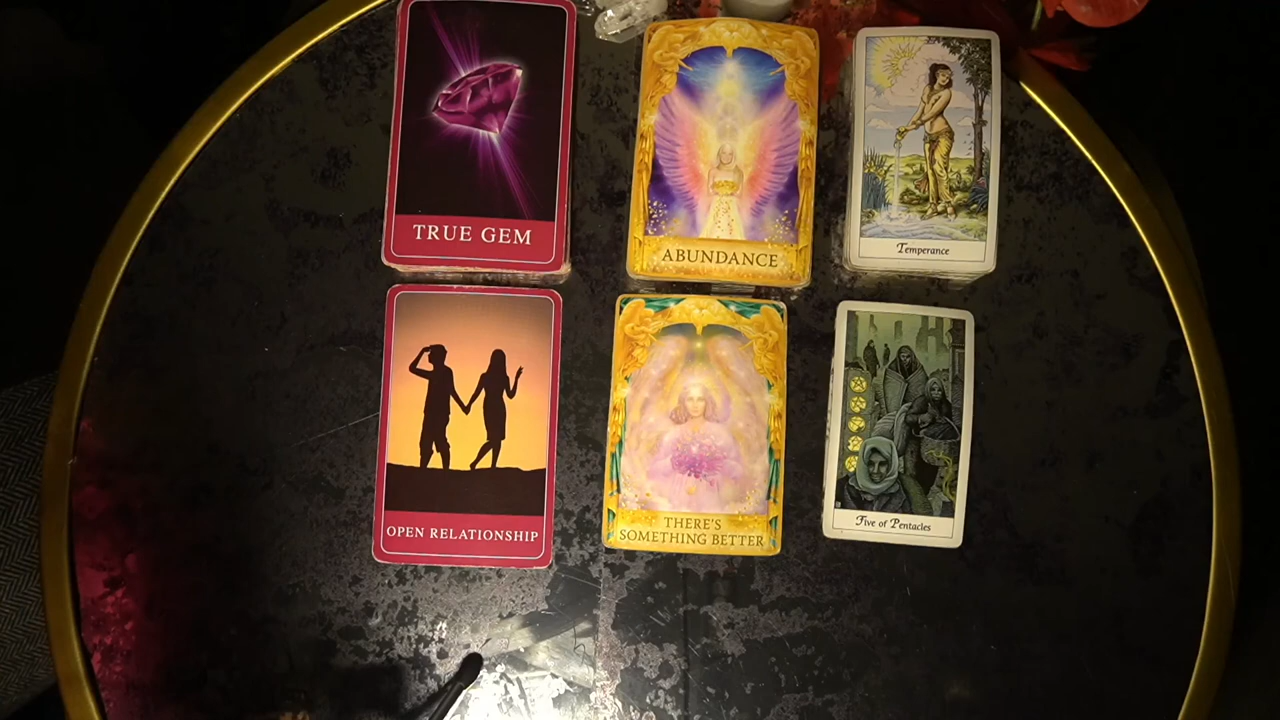 TRUE GEM
ABUNDANCE
Temperance
OPEN RELATIONSHIP
THERE'S
SOMETHING BETTER
Five of Pentacles